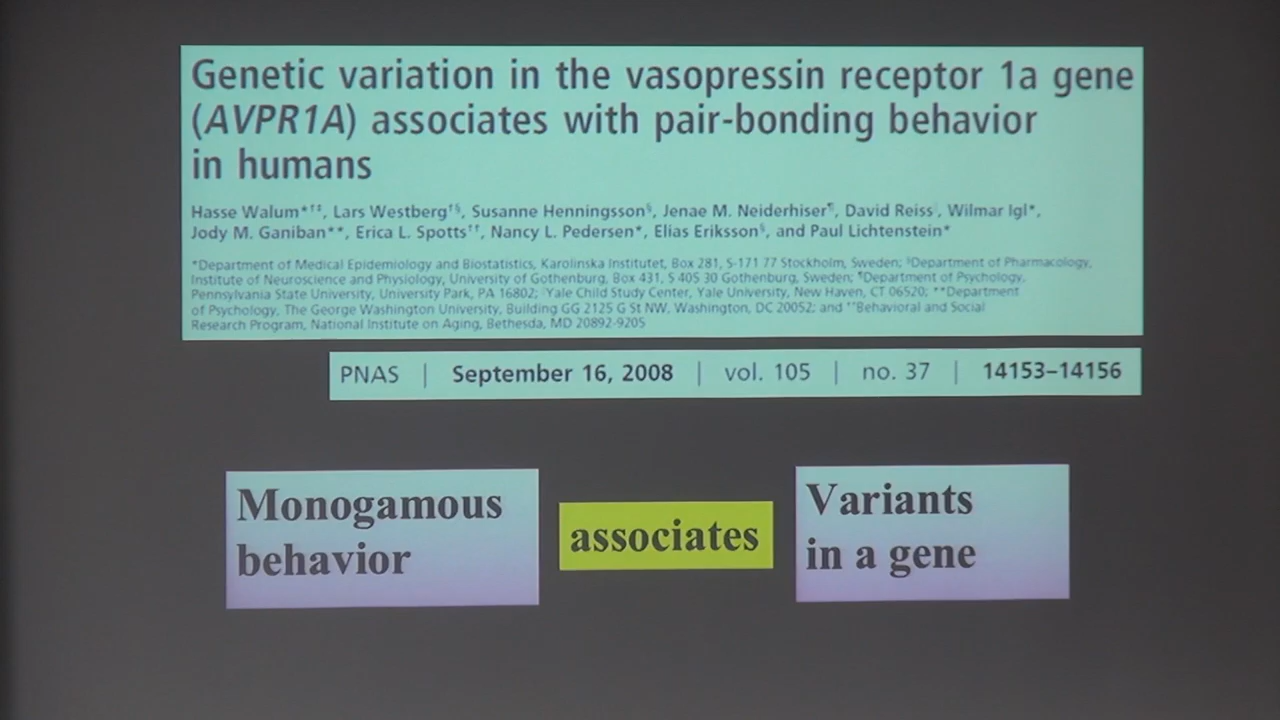 Genetic variation in the vasopressin receptor 1a gene
(AVPR1A) associates with pair-bonding behavior
in humans
Hasse Walum*†‡, Lars Westberg†§, Susanne Henningsson§, Jenae M. Neiderhiser¶, David Reiss, Wilmar Igl*,
Jody M. Ganiban**, Erica L. Spotts††, Nancy L. Pedersen*, Elias Eriksson§, and Paul Lichtenstein*
*Department of Medical Epidemiology and Biostatistics, Karolinska Institutet, Box 281, S-171 77 Stockholm, Sweden; §Department of Pharmacology,
Institute of Neuroscience and Physiology, University of Gothenburg, Box 431, S 405 30 Gothenburg, Sweden; ¶Department of Psychology,
Pennsylvania State University, University Park, PA 16802; Yale Child Study Center, Yale University, New Haven, CT 06520; **Department
of Psychology, The George Washington University, Building GG 2125 G St NW, Washington, DC 20052; and ††Behavioral and Social
Research Program, National Institute on Aging, Bethesda, MD 20892-9205
PNAS | September 16, 2008 | vol. 105 | no. 37 | 14153–14156
Monogamous
behavior
associates
Variants
in a gene